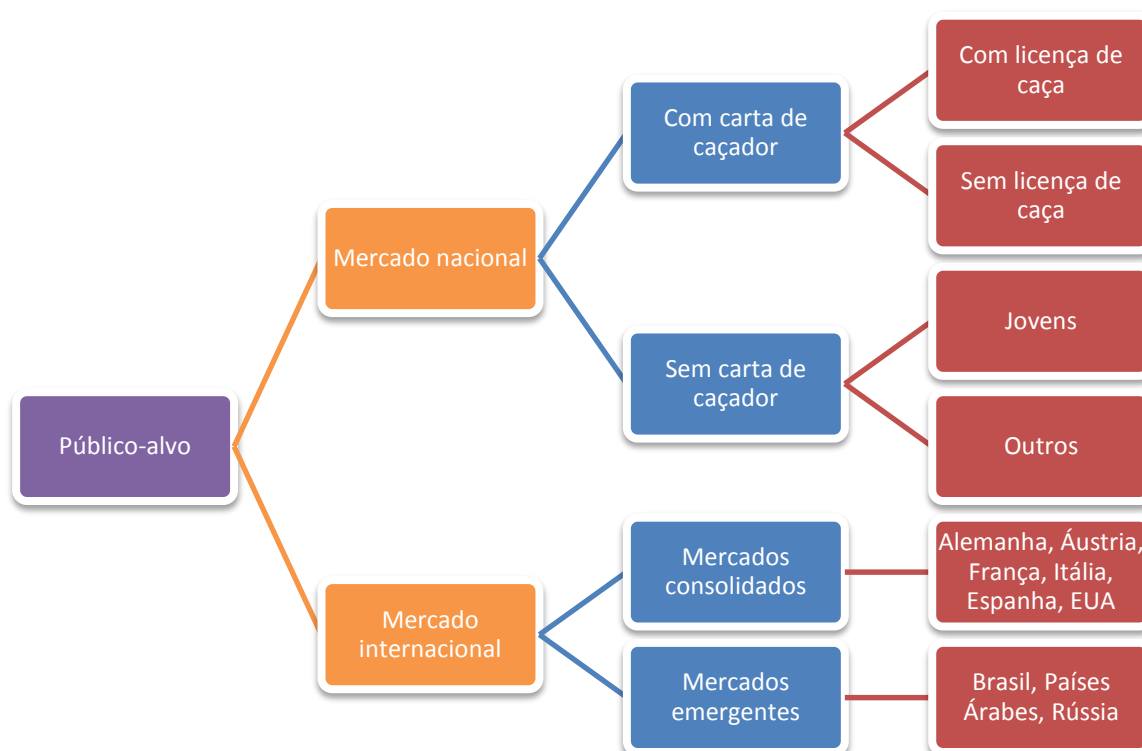 Público-alvo
Mercado nacional
Com carta de
caçador
Com licença de
caça
Sem licença de
caça
Sem carta de
caçador
Jovens
Outros
Mercado
internacional
Mercados
consolidados
Alemanha, Áustria,
França, Itália,
Espanha, EUA
Mercados
emergentes
Brasil, Países
Árabes, Rússia